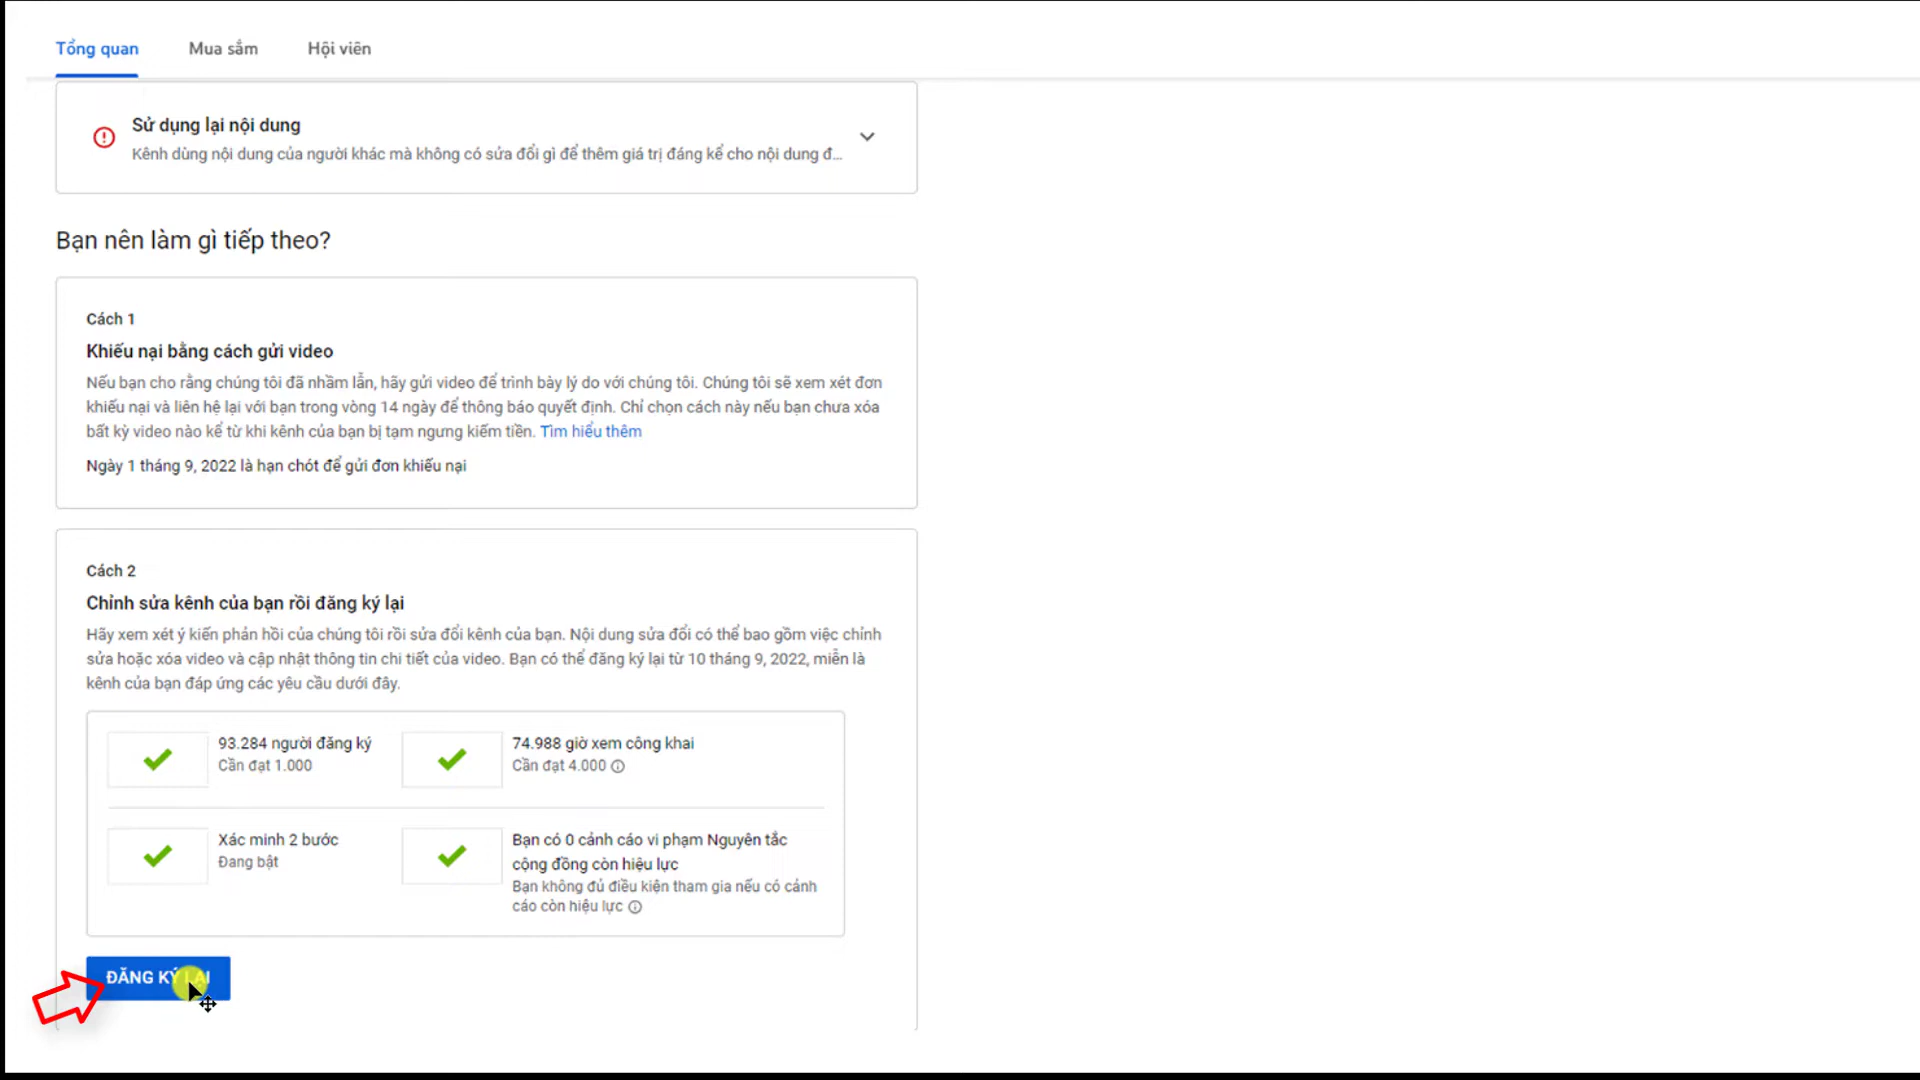 Tổng quan Mua sắm Hội viên
Sử dụng lại nội dung
Kênh dùng nội dung của người khác mà không có sửa đổi gì để thêm giá trị đáng kể cho nội dung đ...
Bạn nên làm gì tiếp theo?
Cách 1
Khiếu nại bằng cách gửi video
Nếu bạn cho rằng chúng tôi đã nhầm lẫn, hãy gửi video để trình bày lý do với chúng tôi. Chúng tôi sẽ xem xét đơn
khiếu nại và liên hệ lại với bạn trong vòng 14 ngày để thông báo quyết định. Chỉ chọn cách này nếu bạn chưa xóa
bất kỳ video nào kể từ khi kênh của bạn bị tạm ngưng kiếm tiền. Tìm hiểu thêm
Ngày 1 tháng 9, 2022 là hạn chót để gửi đơn khiếu nại
Cách 2
Chỉnh sửa kênh của bạn rồi đăng ký lại
Hãy xem xét ý kiến phản hồi của chúng tôi rồi sửa đổi kênh của bạn. Nội dung sửa đổi có thể bao gồm việc chỉnh
sửa hoặc xóa video và cập nhật thông tin chi tiết của video. Bạn có thể đăng ký lại từ 10 tháng 9, 2022, miễn là
kênh của bạn đáp ứng các yêu cầu dưới đây.
93.284 người đăng ký
Cần đạt 1.000
74.988 giờ xem công khai
Cần đạt 4.000
Xác minh 2 bước
Đang bật
Bạn có 0 cảnh cáo vi phạm Nguyên tắc
cộng đồng còn hiệu lực
Bạn không đủ điều kiện tham gia nếu có cảnh
cáo còn hiệu lực
ĐĂNG KÝ LẠI